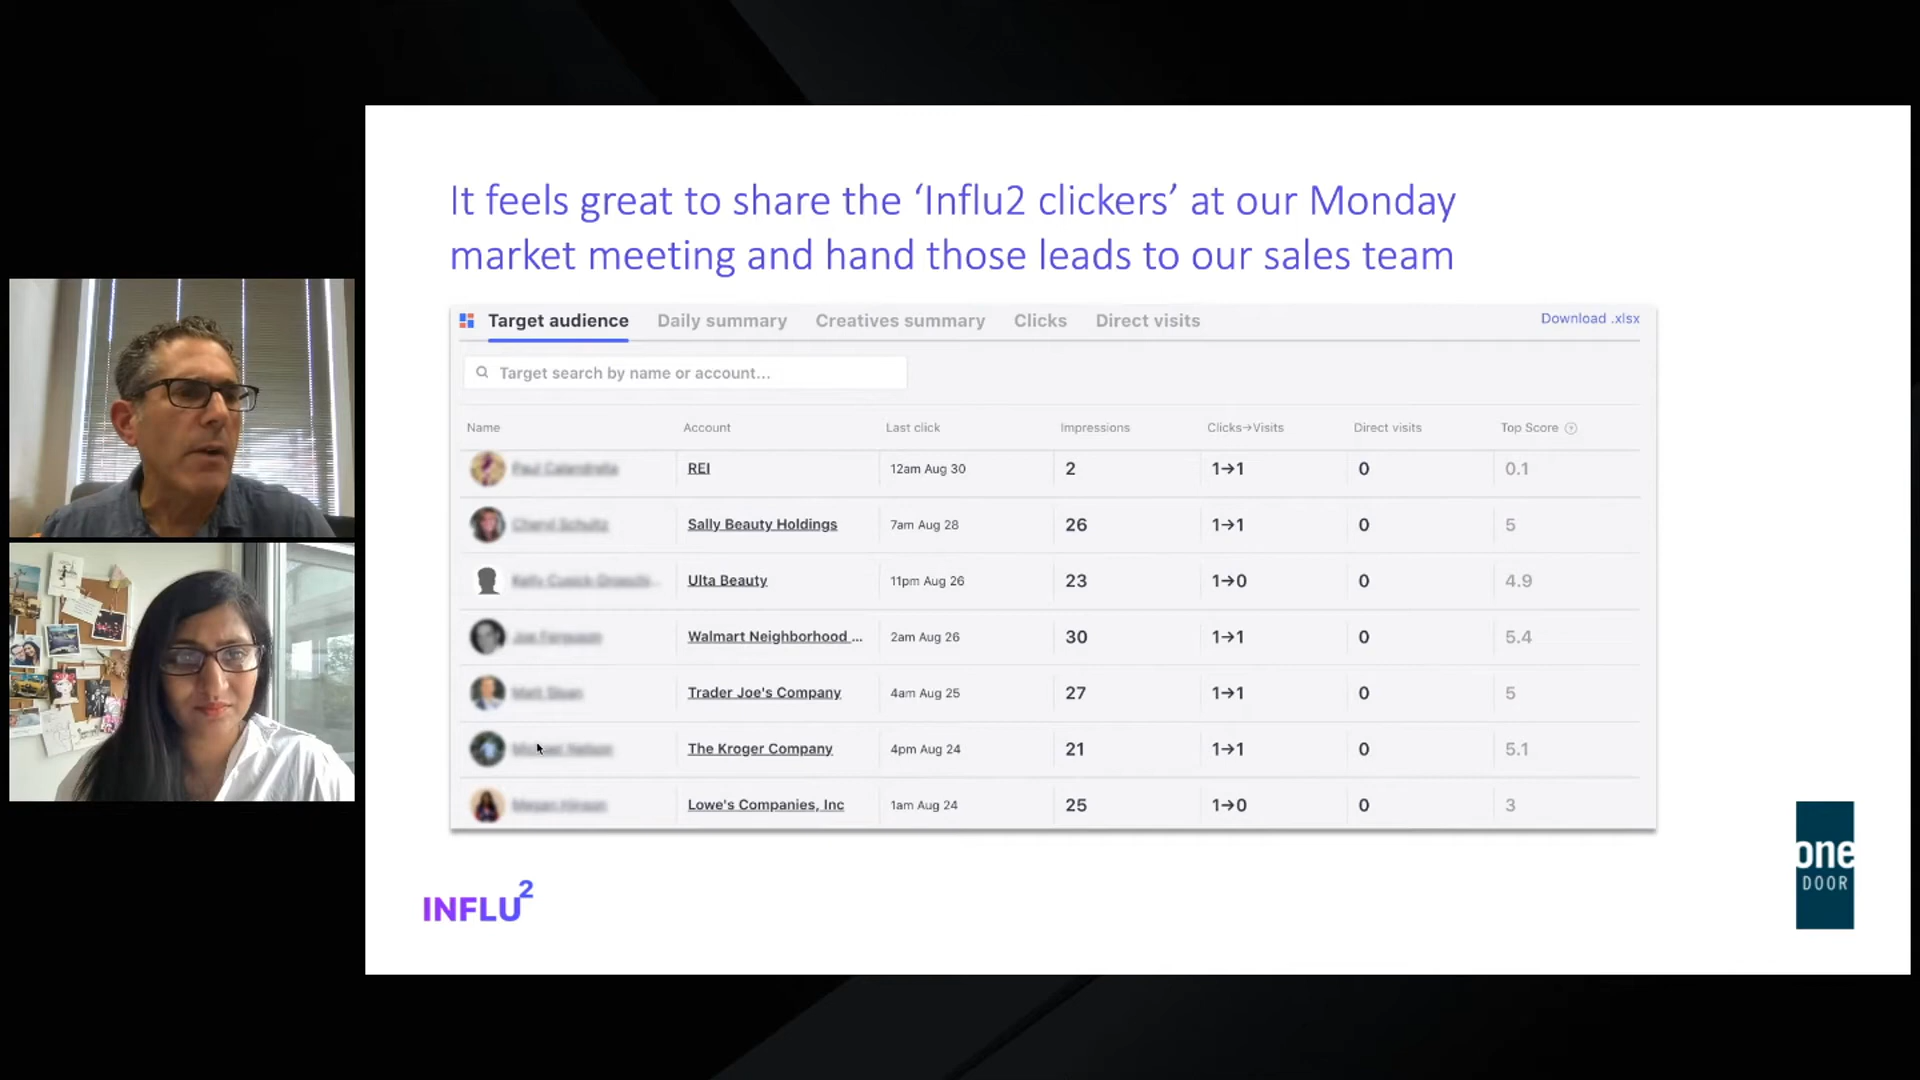 It feels great to share the ‘Influ2 clickers’ at our Monday
market meeting and hand those leads to our sales team
Target audience Daily summary Creatives summary Clicks Direct visits Download .xlsx
Target search by name or account...
Name Account Last click Impressions Clicks→Visits Direct visits Top Score ?
REI 12am Aug 30 2 1→1 0 0.1
Sally Beauty Holdings 7am Aug 28 26 1→1 0 5
Ulta Beauty 11pm Aug 26 23 1→0 0 4.9
Walmart Neighborhood ... 2am Aug 26 30 1→1 0 5.4
Trader Joe's Company 4am Aug 25 27 1→1 0 5
The Kroger Company 4pm Aug 24 21 1→1 0 5.1
Lowe's Companies, Inc 1am Aug 24 25 1→0 0 3
INFLU2
one
DOOR